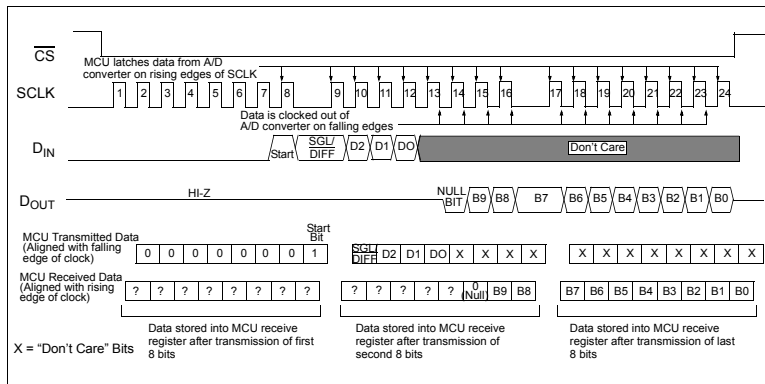 CS
MCU latches data from A/D
converter on rising edges of SCLK
SCLK
1 2 3 4 5 6 7 8 9 10 11 12 13 14 15 16 17 18 19 20 21 22 23 24
Data is clocked out of
A/D converter on falling edges
DIN
Start SGL/ DIFF D2 D1 DO Don't Care
HI-Z
DOUT
NULL BIT B9 B8 B7 B6 B5 B4 B3 B2 B1 B0
Start
Bit
MCU Transmitted Data
(Aligned with falling
edge of clock)
0 0 0 0 0 0 0 1 SGL/ DIFF D2 D1 DO X X X X X X X X X X X X
MCU Received Data
(Aligned with rising
edge of clock)
? ? ? ? ? ? ? ? ? ? ? ? ? 0 (Null) B9 B8 B7 B6 B5 B4 B3 B2 B1 B0
Data stored into MCU receive
register after transmission of first
8 bits
Data stored into MCU receive
register after transmission of
second 8 bits
Data stored into MCU receive
register after transmission of last
8 bits
X = “Don't Care” Bits